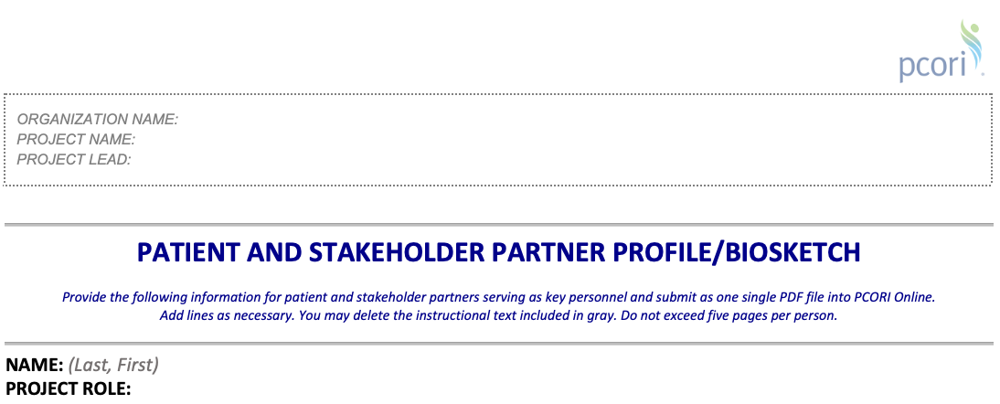 pcori
ORGANIZATION NAME:
PROJECT NAME:
PROJECT LEAD:
PATIENT AND STAKEHOLDER PARTNER PROFILE/BIOSKETCH
Provide the following information for patient and stakeholder partners serving as key personnel and submit as one single PDF file into PCORI Online.
Add lines as necessary. You may delete the instructional text included in gray. Do not exceed five pages per person.
NAME: (Last, First)
PROJECT ROLE: